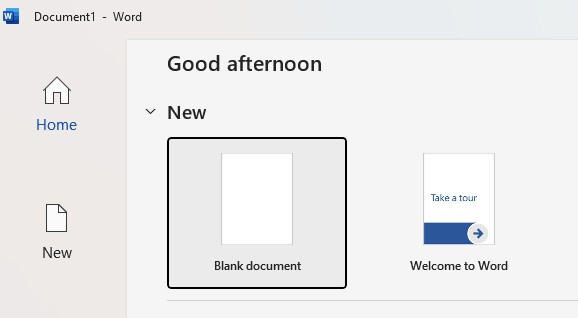 W Document1 - Word
Good afternoon
Home
New
New
Take a tour
Blank document
Welcome to Word